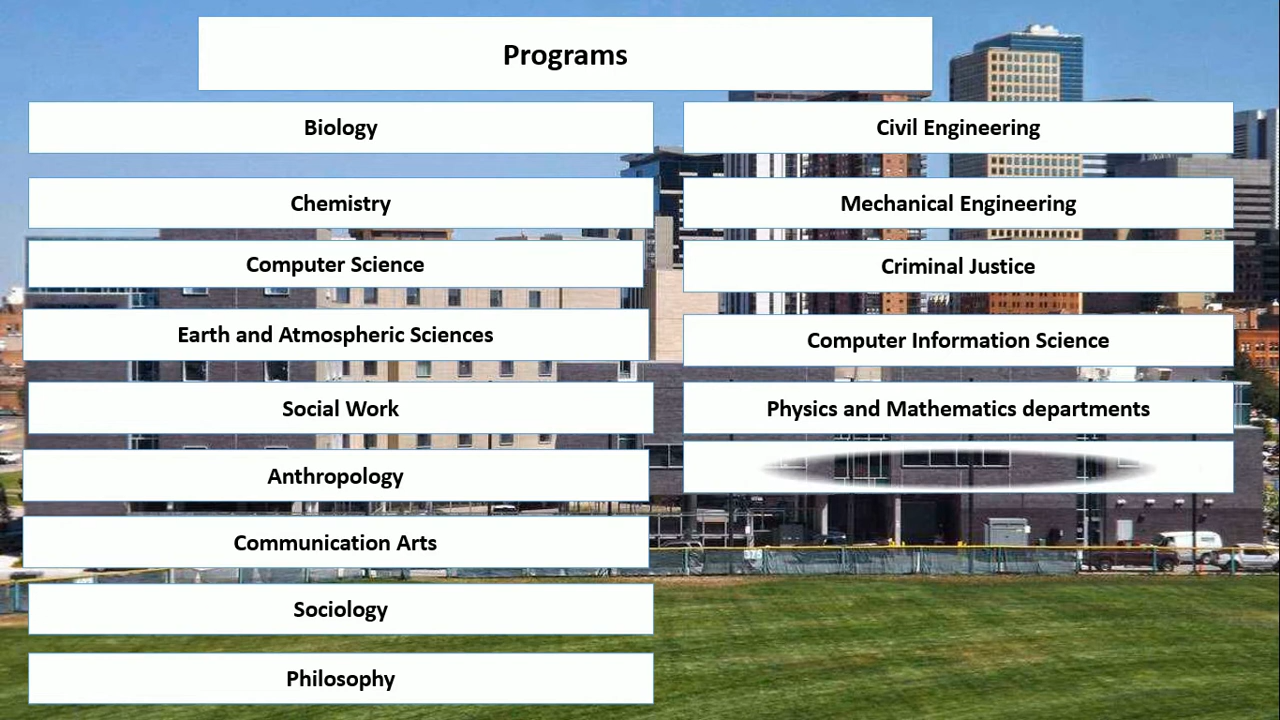 Programs
Biology
Chemistry
Computer Science
Earth and Atmospheric Sciences
Social Work
Anthropology
Communication Arts
Sociology
Philosophy
Civil Engineering
Mechanical Engineering
Criminal Justice
Computer Information Science
Physics and Mathematics departments